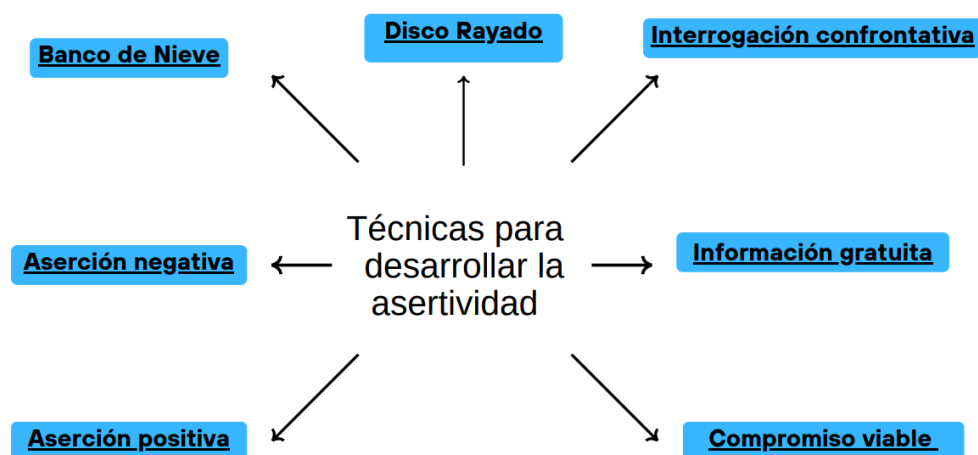 Disco Rayado
Interrogación confrontativa
Banco de Nieve
Técnicas para
desarrollar la
asertividad
Aserción negativa
Información gratuita
Aserción positiva
Compromiso viable